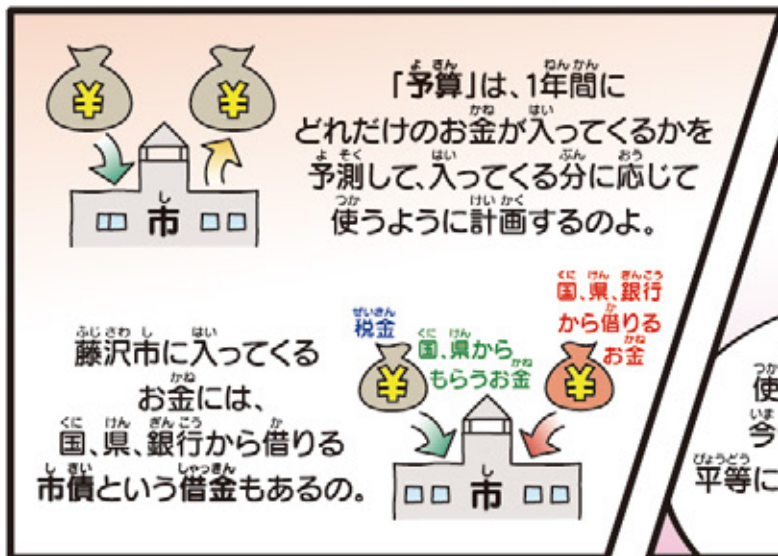 「予算」は、1年間に
どれだけのお金が入ってくるかを
予測して、入ってくる分に応じて
使うように計画するのよ。
¥
¥
市
藤沢市に入ってくる
お金には、
国、県、銀行から借りる
市債という借金もあるの。
税金
国、県から
もらうお金
国、県、銀行
から借りる
お金
¥
¥
市
使
今
平等に